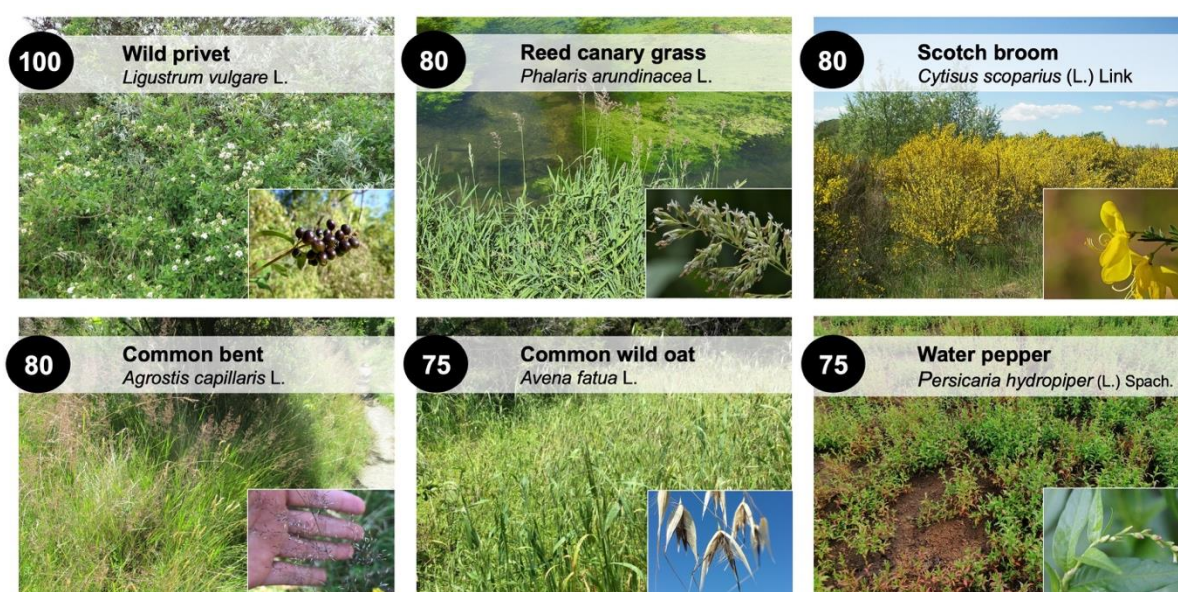 100
Wild privet
Ligustrum vulgare L.
80
Reed canary grass
Phalaris arundinacea L.
80
Scotch broom
Cytisus scoparius (L.) Link
80
Common bent
Agrostis capillaris L.
75
Common wild oat
Avena fatua L.
75
Water pepper
Persicaria hydropiper (L.) Spach.